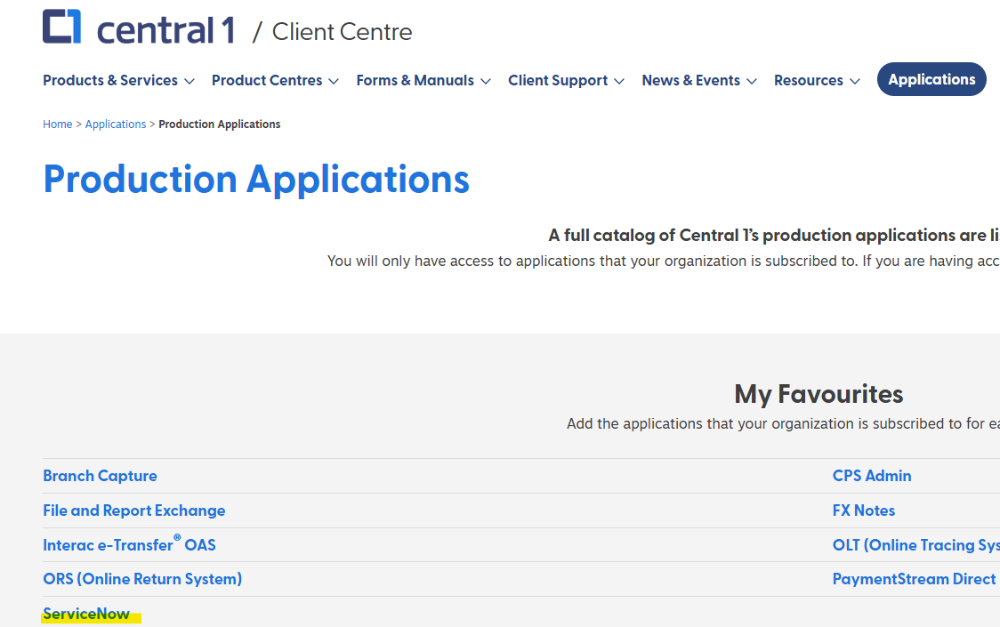 central 1 / Client Centre
Products & Services Product Centres Forms & Manuals Client Support News & Events Resources Applications
Home > Applications > Production Applications
Production Applications
A full catalog of Central 1's production applications are
You will only have access to applications that your organization is subscribed to. If you are having
My Favourites
Add the applications that your organization is subscribed to for
Branch Capture
CPS Admin
File and Report Exchange
FX Notes
Interac e-Transfer® OAS
OLT (Online Tracing
ORS (Online Return System)
PaymentStream Direct
ServiceNow